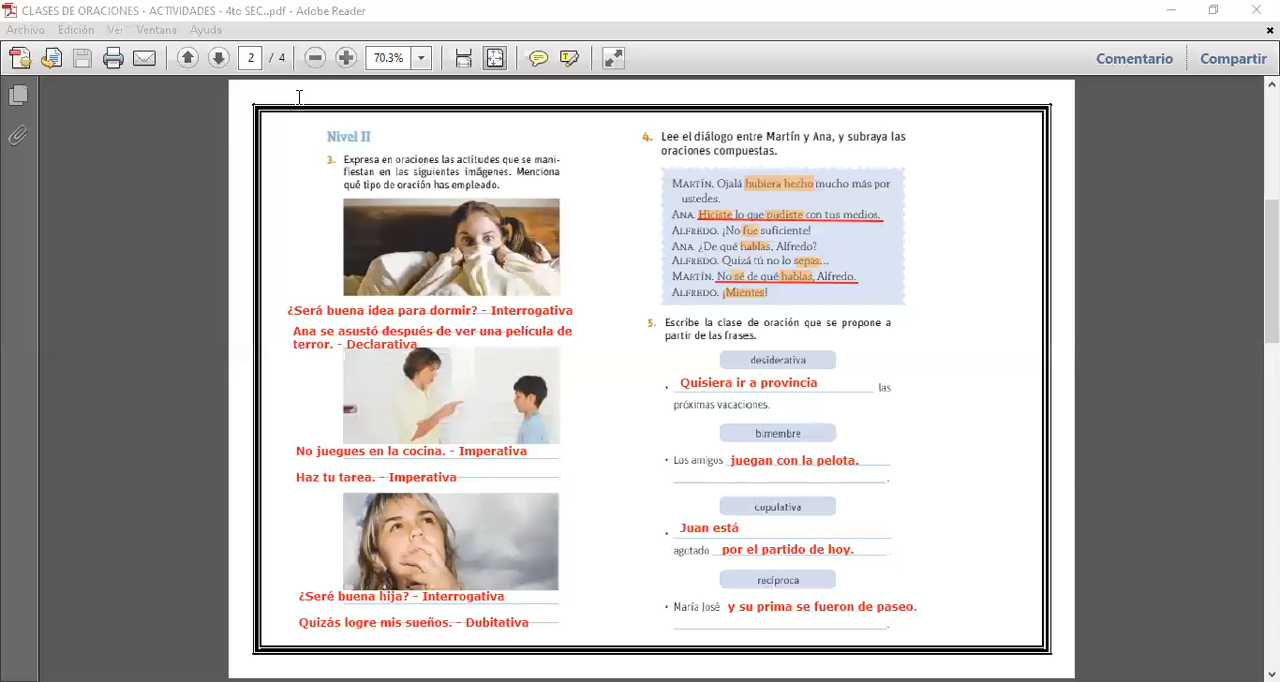 CLASES DE ORACIONES - ACTIVIDADES - 4to SEC..pdf - Adobe Reader
Archivo Edición Ver Ventana Ayuda
2 / 4 70.3% Comentario Compartir
Nivel II
3. Expresa en oraciones las actitudes que se mani-
fiestan en las siguientes imágenes. Menciona
qué tipo de oración has empleado.
¿Será buena idea para dormir? - Interrogativa
Ana se asustó después de ver una película de
terror. - Declarativa
No juegues en la cocina. - Imperativa
Haz tu tarea. - Imperativa
¿Seré buena hija? - Interrogativa
Quizás logre mis sueños. - Dubitativa
4. Lee el diálogo entre Martín y Ana, y subraya las
oraciones compuestas.
MARTÍN. Ojalá hubiera hecho mucho más por
ustedes.
ANA. Hiciste lo que pudiste con tus medios.
ALFREDO. ¡No fue suficiente!
ANA. ¿De qué hablas, Alfredo?
ALFREDO. Quizá tú no lo sepas...
MARTÍN. No sé de qué hablas, Alfredo.
ALFREDO. ¡Mientes!
5. Escribe la clase de oración que se propone a
partir de las frases.
desiderativa
• Quisiera ir a provincia las
próximas vacaciones.
bimembre
• Los amigos juegan con la pelota.
.
copulativa
• Juan está
agotado por el partido de hoy.
recíproca
• María José y su prima se fueron de paseo.
.